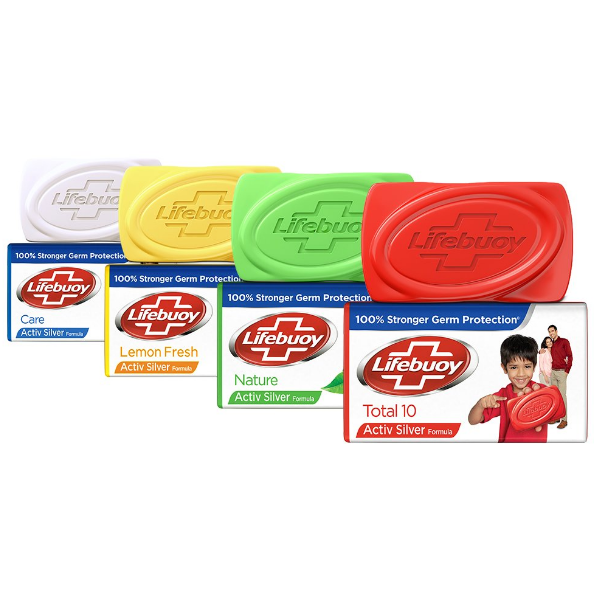 Lifebuoy
100% Stronger Germ Protection
Lifebuoy
Care
Activ Silver Formula
Lifebuoy
100% Stronger Germ Protection
Lifebuoy
Lemon Fresh
Activ Silver Formula
Lifebuoy
100% Stronger Germ Protection
Lifebuoy
Nature
Activ Silver Formula
Lifebuoy
100% Stronger Germ Protection*
Lifebuoy
Total 10
Activ Silver Formula
Lifebuoy